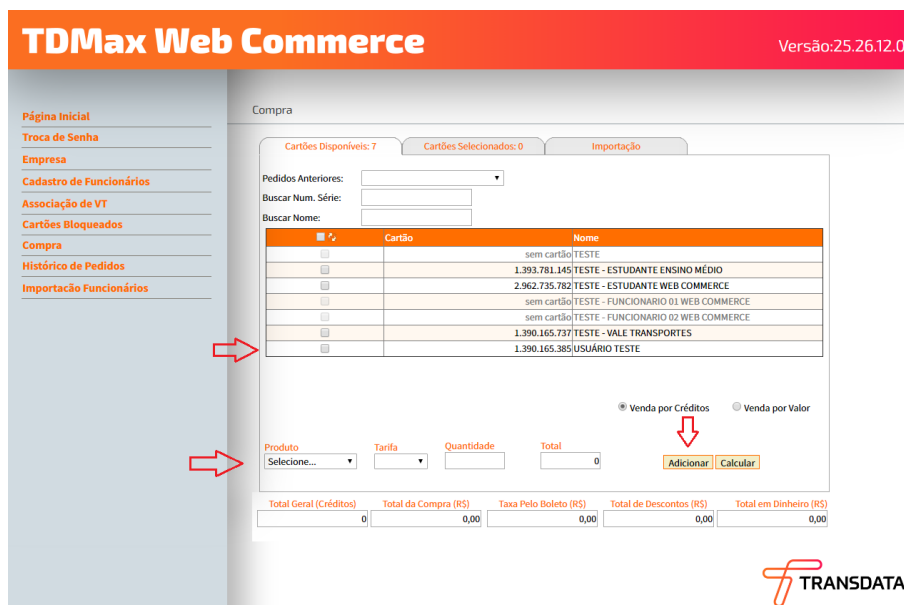 TDMax Web Commerce
Versão:25.26.12.0
Página Inicial
Troca de Senha
Empresa
Cadastro de Funcionários
Associação de VT
Cartões Bloqueados
Compra
Histórico de Pedidos
Importacão Funcionários
Compra
Cartões Disponíveis: 7 Cartões Selecionados: 0 Importação
Pedidos Anteriores:
Buscar Num. Série:
Buscar Nome:
Cartão Nome
sem cartão TESTE
1.393.781.145 TESTE - ESTUDANTE ENSINO MÉDIO
2.962.735.782 TESTE - ESTUDANTE WEB COMMERCE
sem cartão TESTE - FUNCIONARIO 01 WEB COMMERCE
sem cartão TESTE - FUNCIONARIO 02 WEB COMMERCE
1.390.165.737 TESTE - VALE TRANSPORTES
1.390.165.385 USUÁRIO TESTE
Venda por Créditos Venda por Valor
Produto Tarifa Quantidade Total
Selecione... 0 Adicionar Calcular
Total Geral (Créditos) Total da Compra (R$) Taxa Pelo Boleto (R$) Total de Descontos (R$) Total em Dinheiro (R$)
0 0,00 0,00 0,00 0,00
TRANSDATA